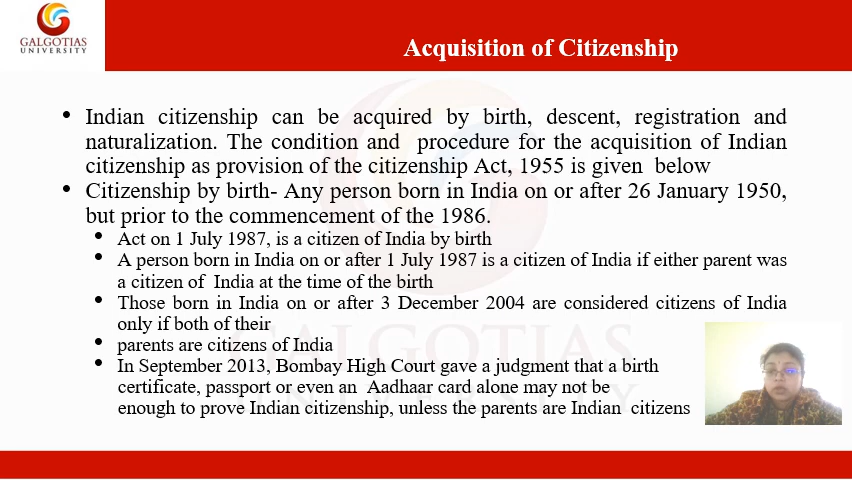 GALGOTIAS
UNIVERSITY
Acquisition of Citizenship
• Indian citizenship can be acquired by birth, descent, registration and
naturalization. The condition and procedure for the acquisition of Indian
citizenship as provision of the citizenship Act, 1955 is given below
• Citizenship by birth- Any person born in India on or after 26 January 1950,
but prior to the commencement of the 1986.
• Act on 1 July 1987, is a citizen of India by birth
• A person born in India on or after 1 July 1987 is a citizen of India if either parent was
a citizen of India at the time of the birth
• Those born in India on or after 3 December 2004 are considered citizens of India
only if both of their
• parents are citizens of India
• In September 2013, Bombay High Court gave a judgment that a birth
certificate, passport or even an Aadhaar card alone may not be
enough to prove Indian citizenship, unless the parents are Indian citizens
GALGOTIAS
UNIVERSITY